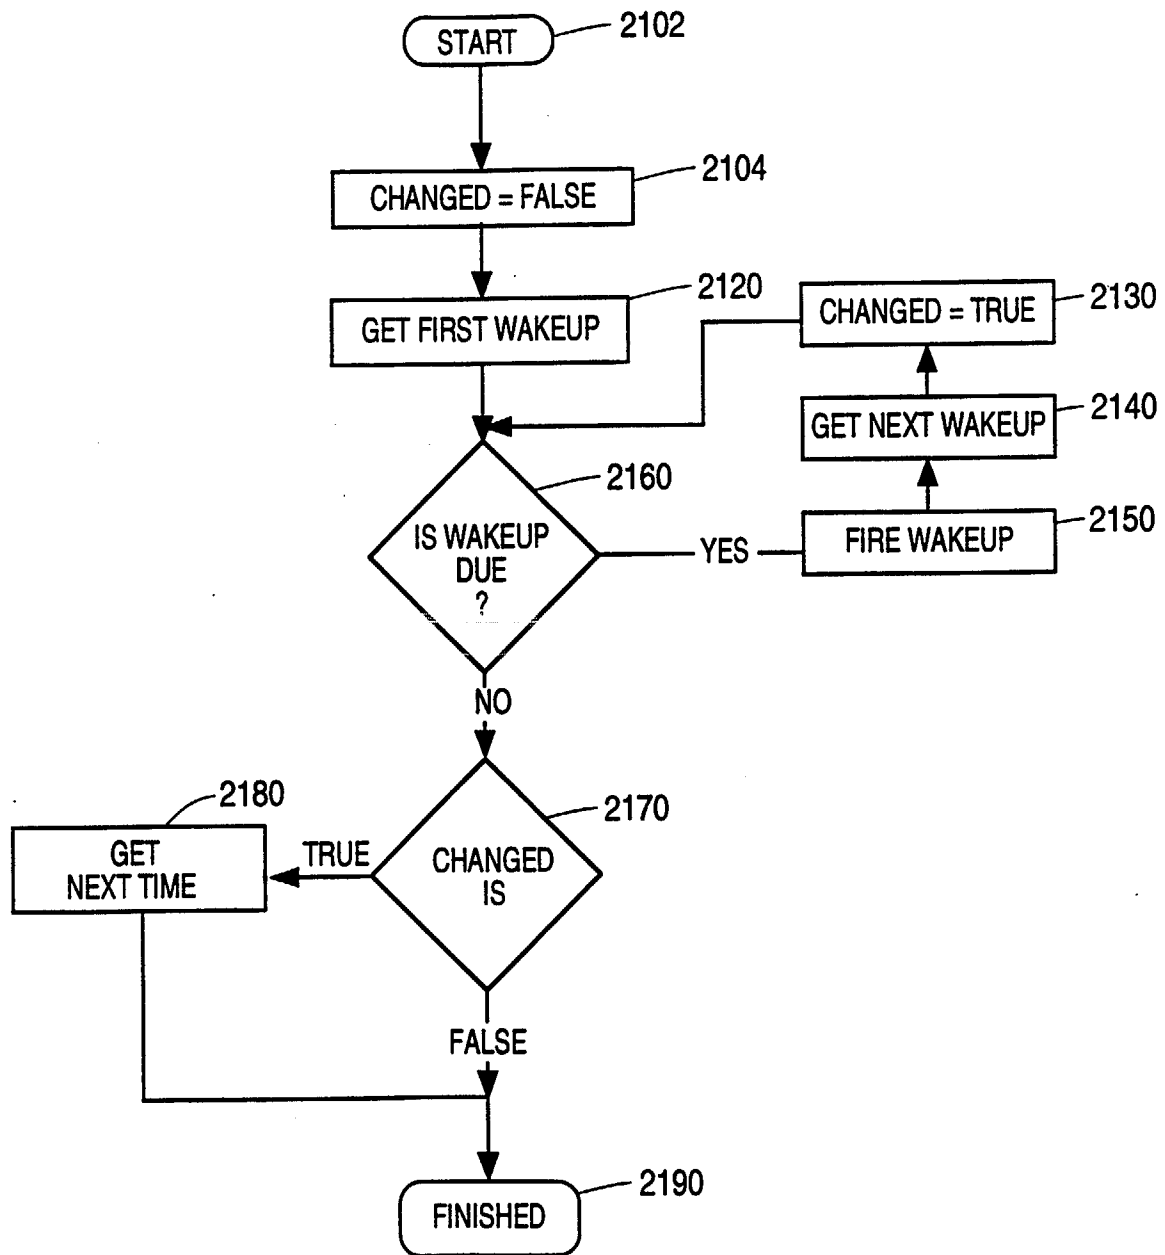 START
2102
CHANGED = FALSE
2104
GET FIRST WAKEUP
2120
CHANGED = TRUE
2130
GET NEXT WAKEUP
2140
IS WAKEUP
DUE
?
2160
YES
FIRE WAKEUP
2150
NO
2180
GET
NEXT TIME
TRUE
CHANGED
IS
2170
FALSE
FINISHED
2190